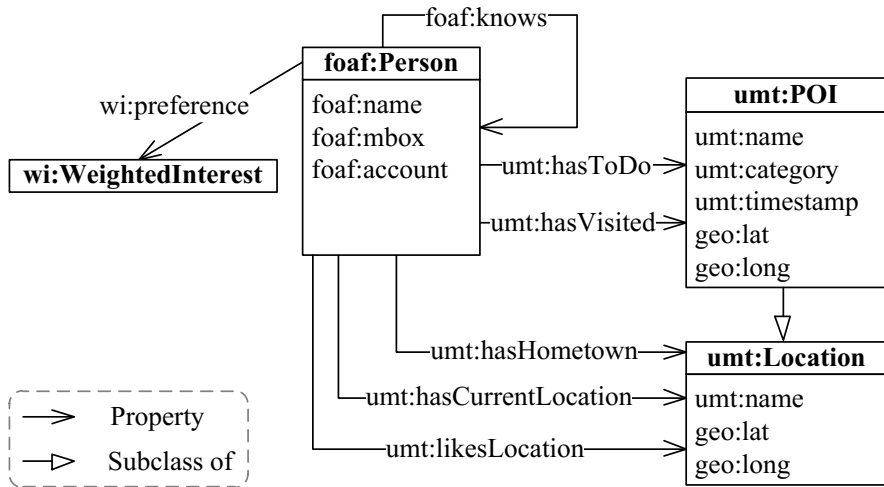 foaf:knows
foaf:Person
foaf:name
foaf:mbox
foaf:account
wi:preference
wi:WeightedInterest
umt:hasToDo
umt:hasVisited
umt:POI
umt:name
umt:category
umt:timestamp
geo:lat
geo:long
umt:hasHometown
umt:hasCurrentLocation
umt:likesLocation
umt:Location
umt:name
geo:lat
geo:long
Property
Subclass of